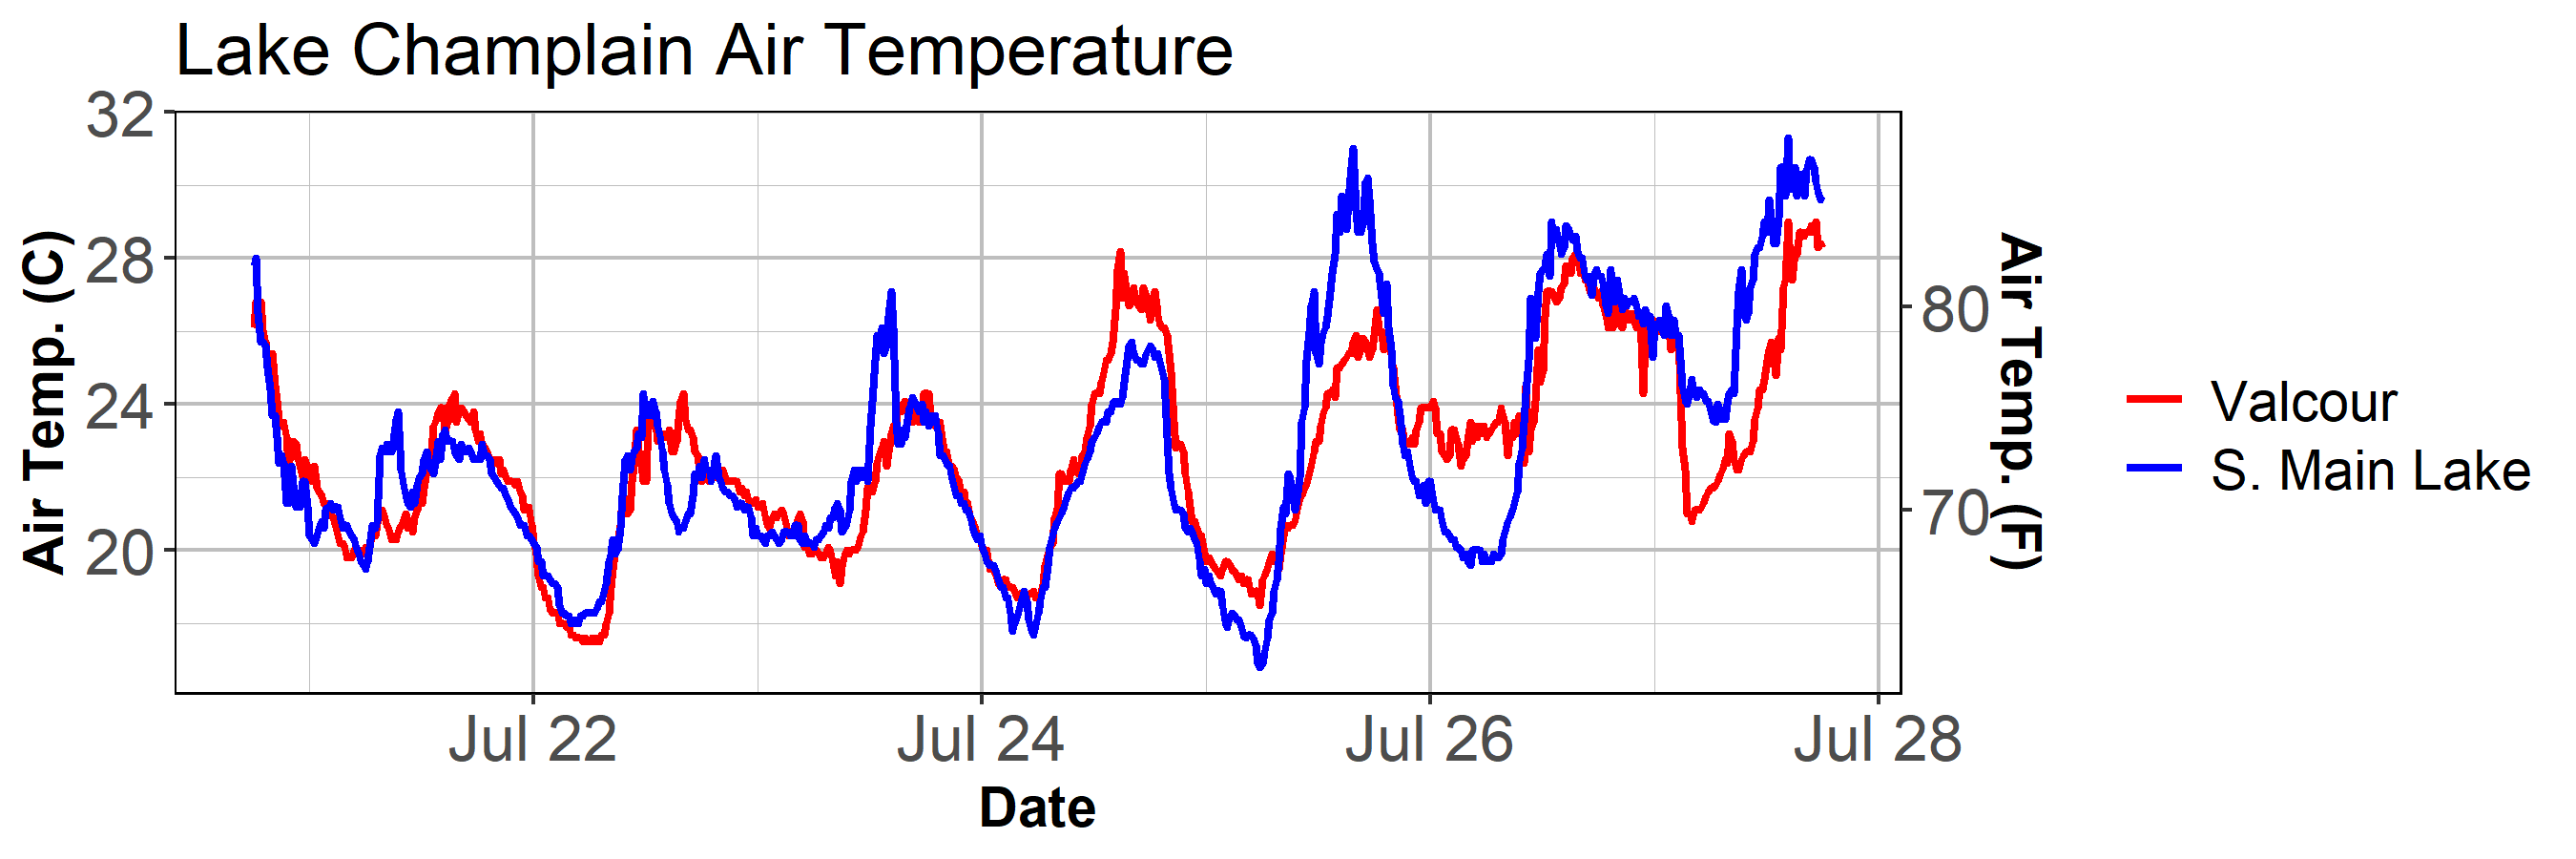 Lake Champlain Air Temperature
Air Temp. (C)
32
28
24
20
80
70
Air Temp. (F)
Valcour
S. Main Lake
Jul 22
Jul 24
Jul 26
Jul 28
Date